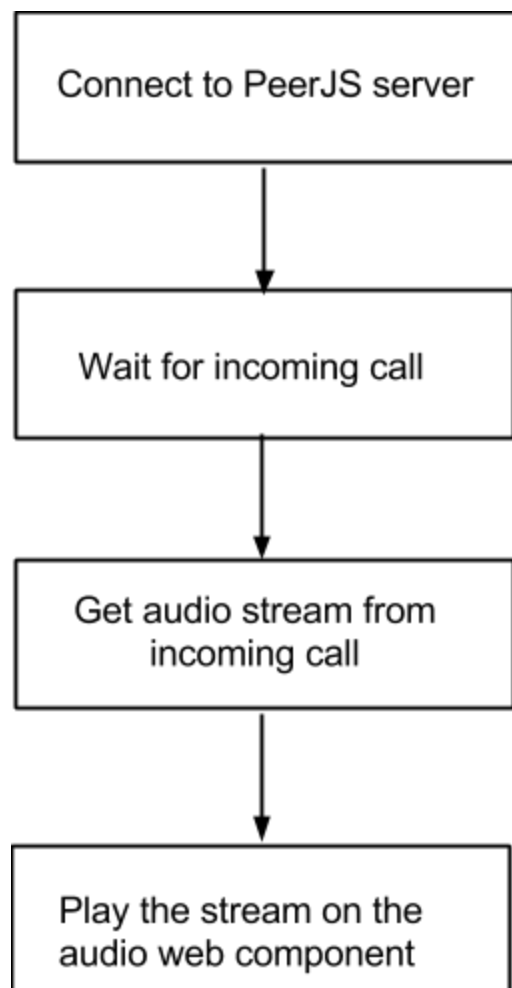 Connect to PeerJS server
Wait for incoming call
Get audio stream from
incoming call
Play the stream on the
audio web component